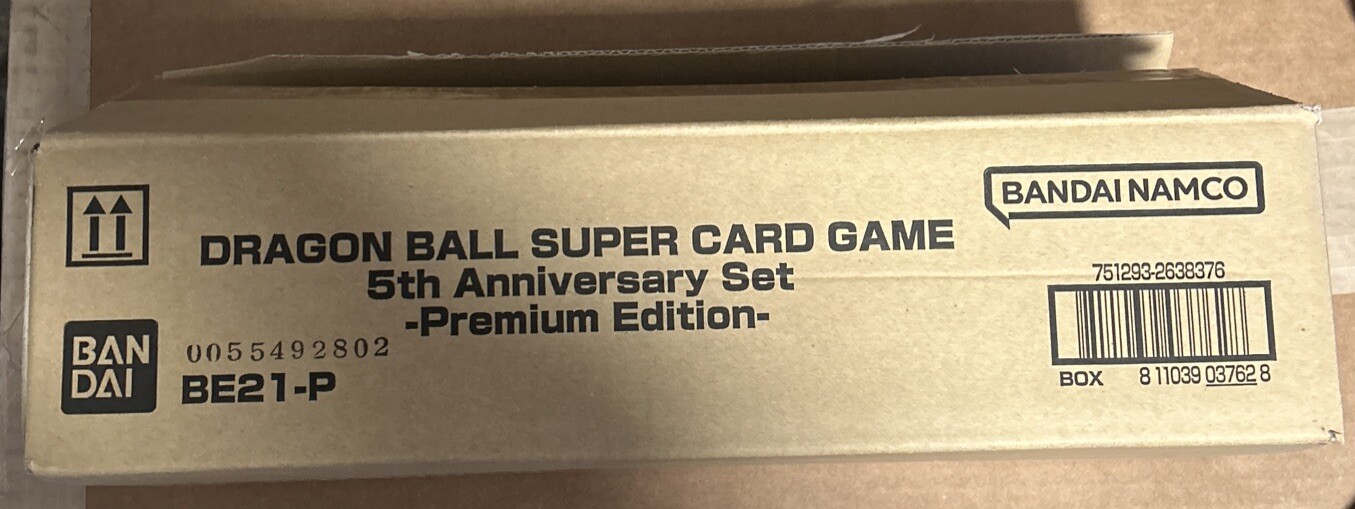 BANDAI NAMCO
DRAGON BALL SUPER CARD GAME
5th Anniversary Set
-Premium Edition-
751293-2638376
BAN
DAI
0055492802
BE21-P
BOX 8 11039 03762 8